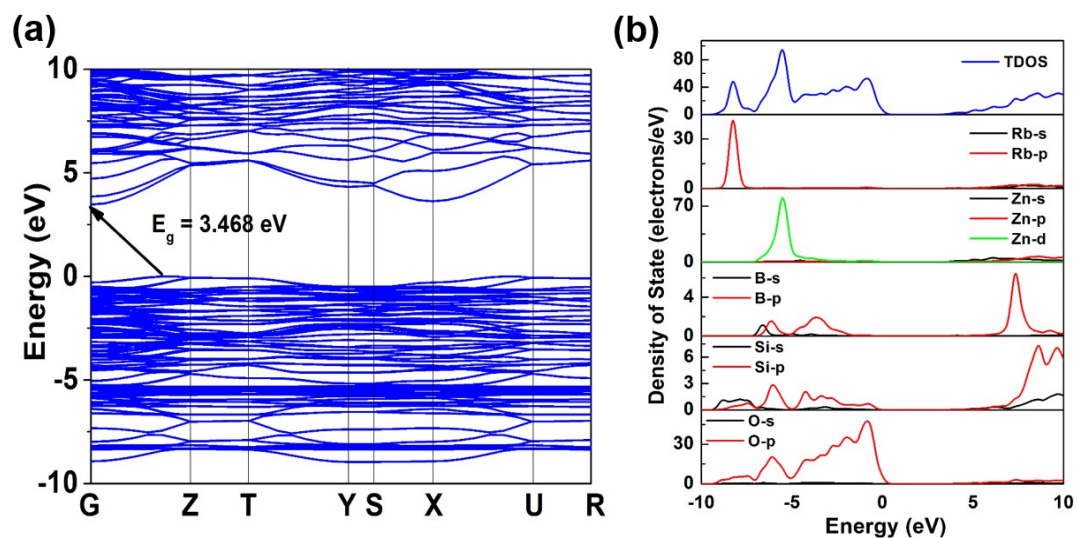 (a)
10
5
0
-5
-10
Energy (eV)
E_g = 3.468 eV
G Z T Y S X U R
(b)
80
40
0
TDOS
30
0
Rb-s
Rb-p
70
0
Zn-s
Zn-p
Zn-d
4
0
B-s
B-p
6
3
0
Si-s
Si-p
30
0
O-s
O-p
Density of State (electrons/eV)
-10 -5 0 5 10
Energy (eV)